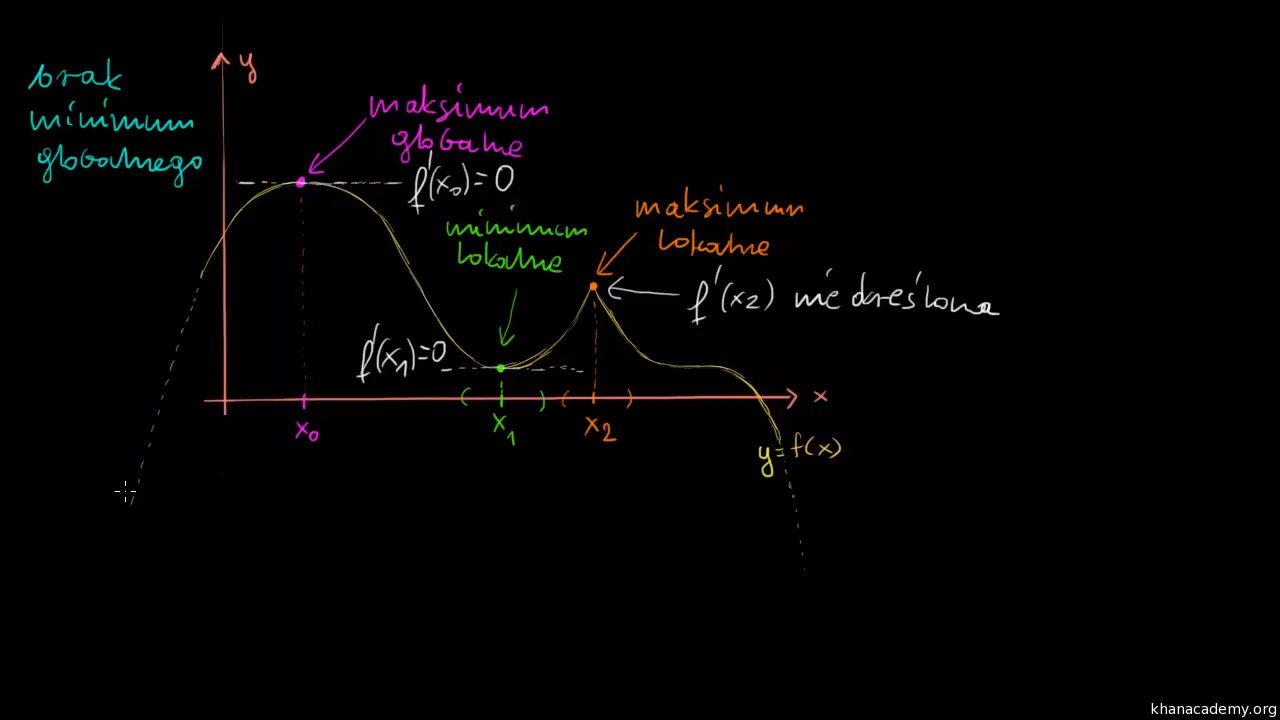 brak
minimum
globalnego
y
maksimum
globalne
f'(x₀)=0
minimum
lokalne
maksimum
lokalne
f'(x₂) nie określona
f'(x₁)=0
( ) ( )
x
x₀
x₁
x₂
y=f(x)
khanacademy.org